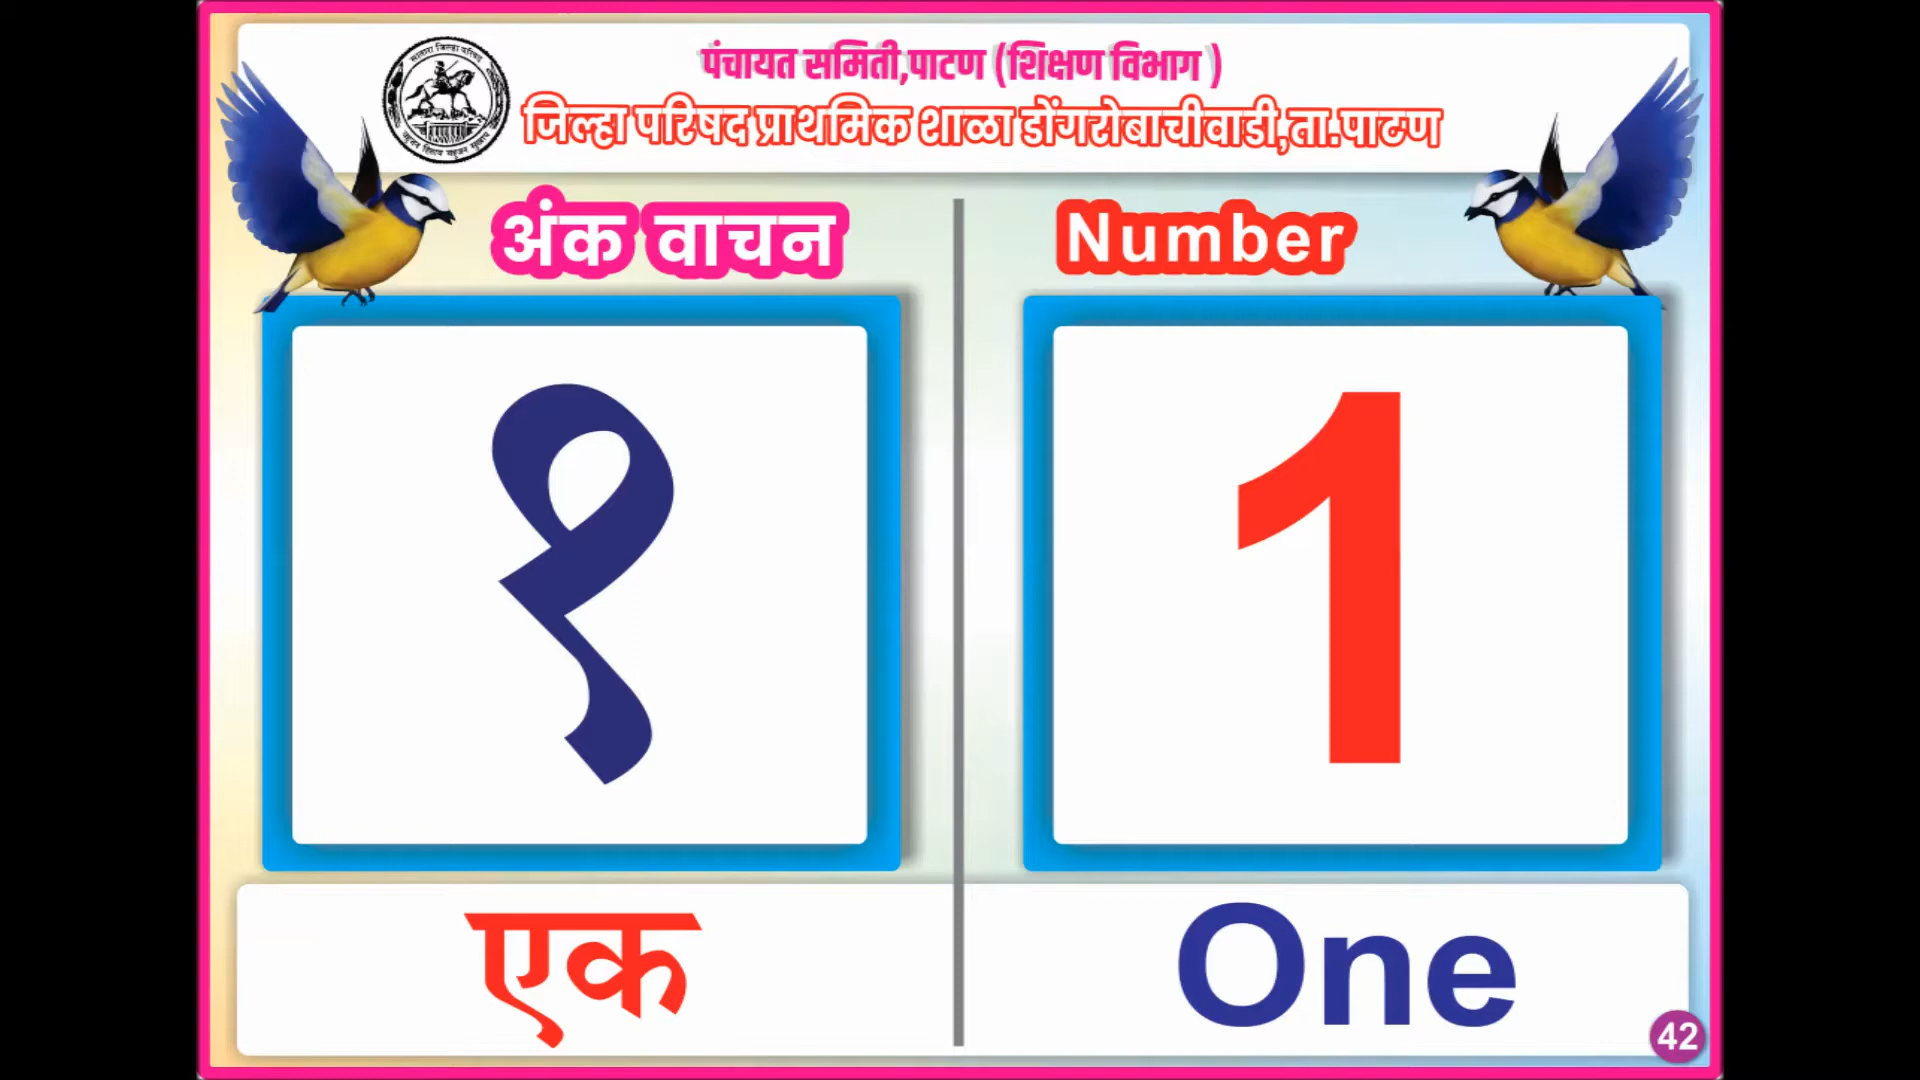 पंचायत समिती,पाटण (शिक्षण विभाग )
जिल्हा परिषद प्राथमिक शाळा डोंगरोबाचीवाडी,ता.पाटण
अंक वाचन
Number
१
1
एक
One
42